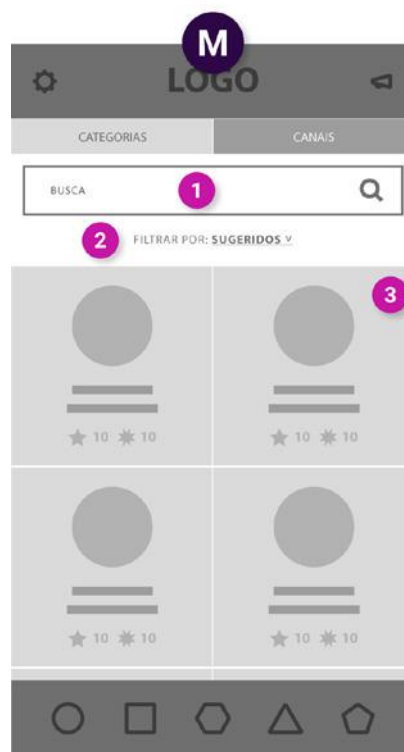 M
LOGO
CATEGORIAS CANAIS
BUSCA 1
2 FILTRAR POR: SUGERIDOS
3
10 10 10 10
10 10 10 10